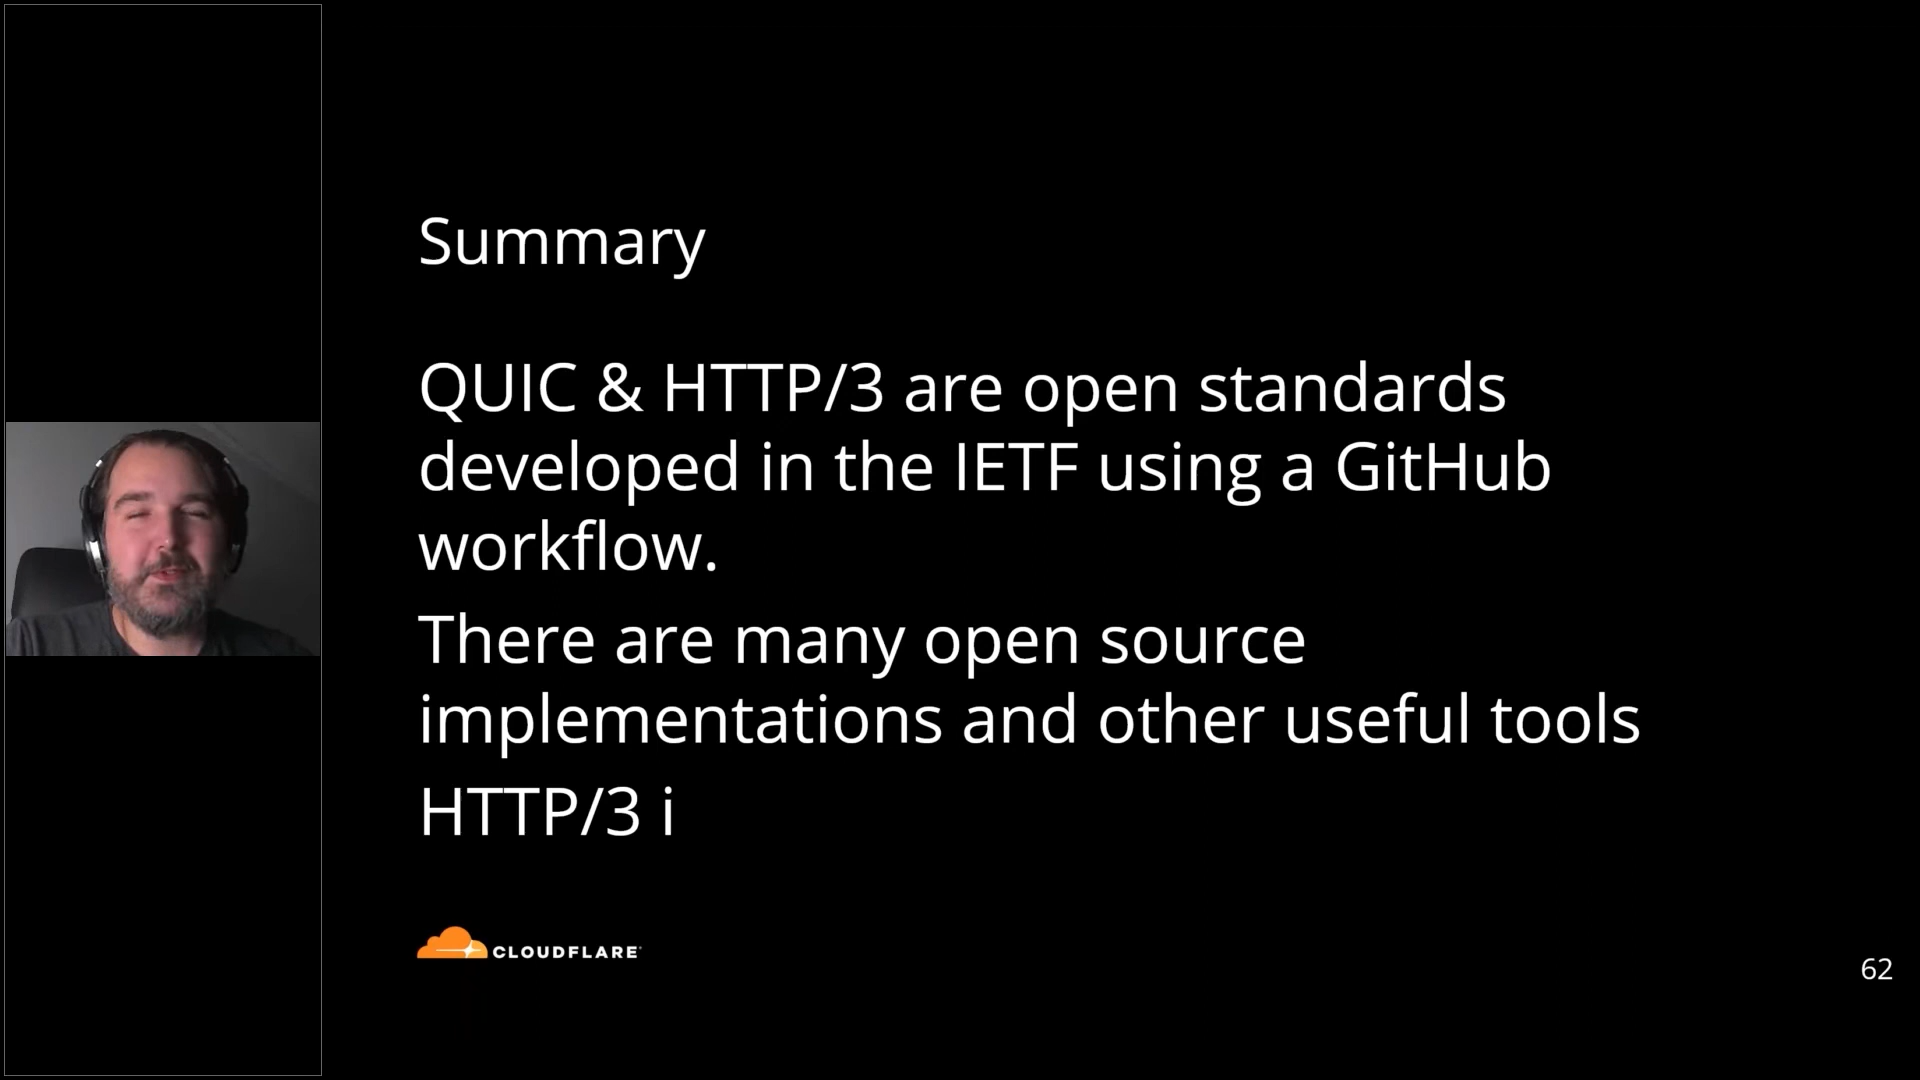 Summary
QUIC & HTTP/3 are open standards
developed in the IETF using a GitHub
workflow.
There are many open source
implementations and other useful tools
HTTP/3 i
CLOUDFLARE
62